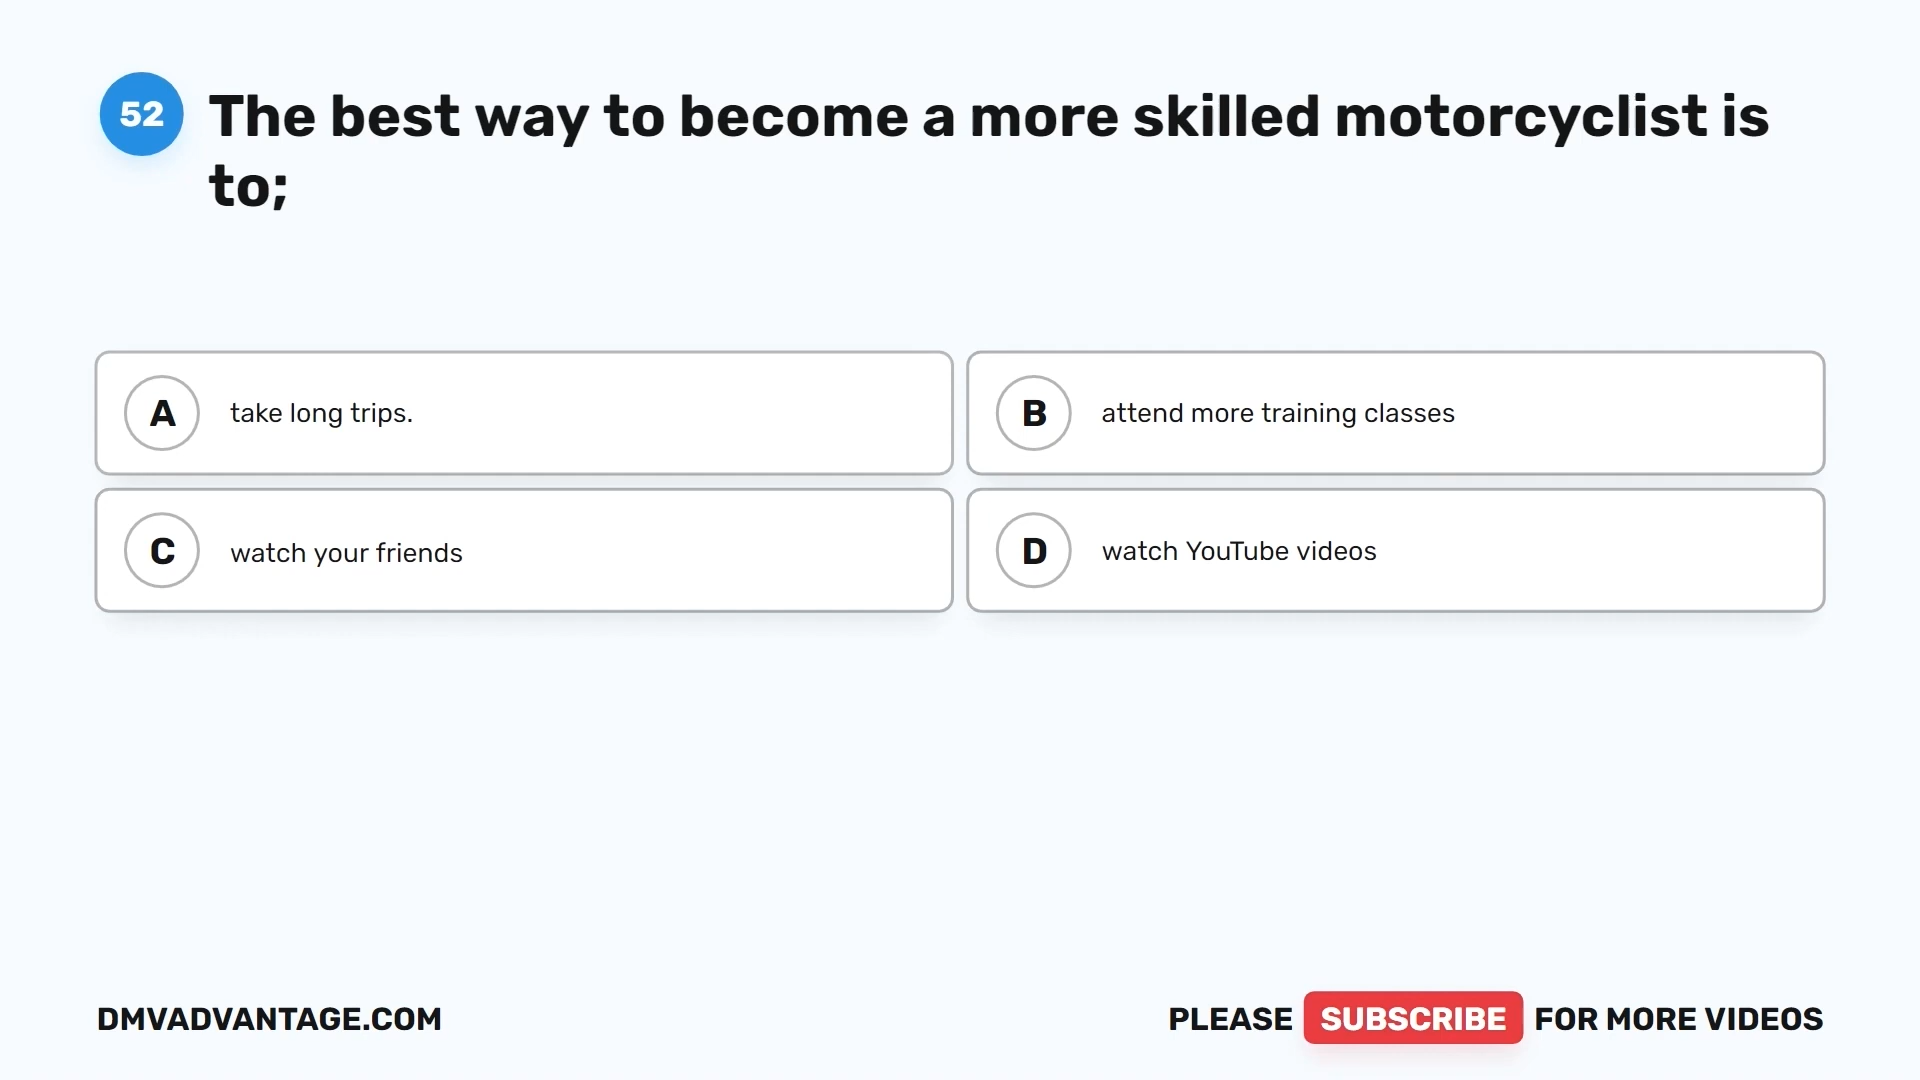 52
The best way to become a more skilled motorcyclist is
to;
A
take long trips.
B
attend more training classes
C
watch your friends
D
watch YouTube videos
DMVADVANTAGE.COM
PLEASE SUBSCRIBE FOR MORE VIDEOS